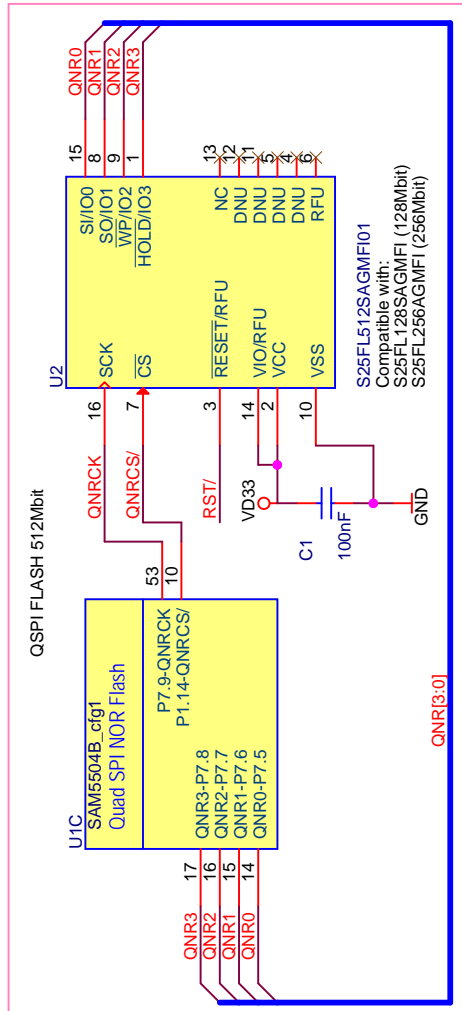 QSPI FLASH 512Mbit
U1C
SAM5504B_cfg1
Quad SPI NOR Flash
P7.9-QNRCK
P1.14-QNRCS/
QNR3-P7.8
QNR2-P7.7
QNR1-P7.6
QNR0-P7.5
53
10
17
16
15
14
QNR3
QNR2
QNR1
QNR0
QNRCK
QNRCS/
RST/
VD33
C1
100nF
GND
U2
16
7
3
14
2
10
SCK
CS
RESET/RFU
VIO/RFU
VCC
VSS
SI/IO0
SO/IO1
WP/IO2
HOLD/IO3
NC
DNU
DNU
DNU
DNU
RFU
15
8
9
1
13
12
11
5
4
6
QNR0
QNR1
QNR2
QNR3
S25FL512SAGMFI01
Compatible with:
S25FL128SAGMFI (128Mbit)
S25FL256AGMFI (256Mbit)
QNR[3:0]